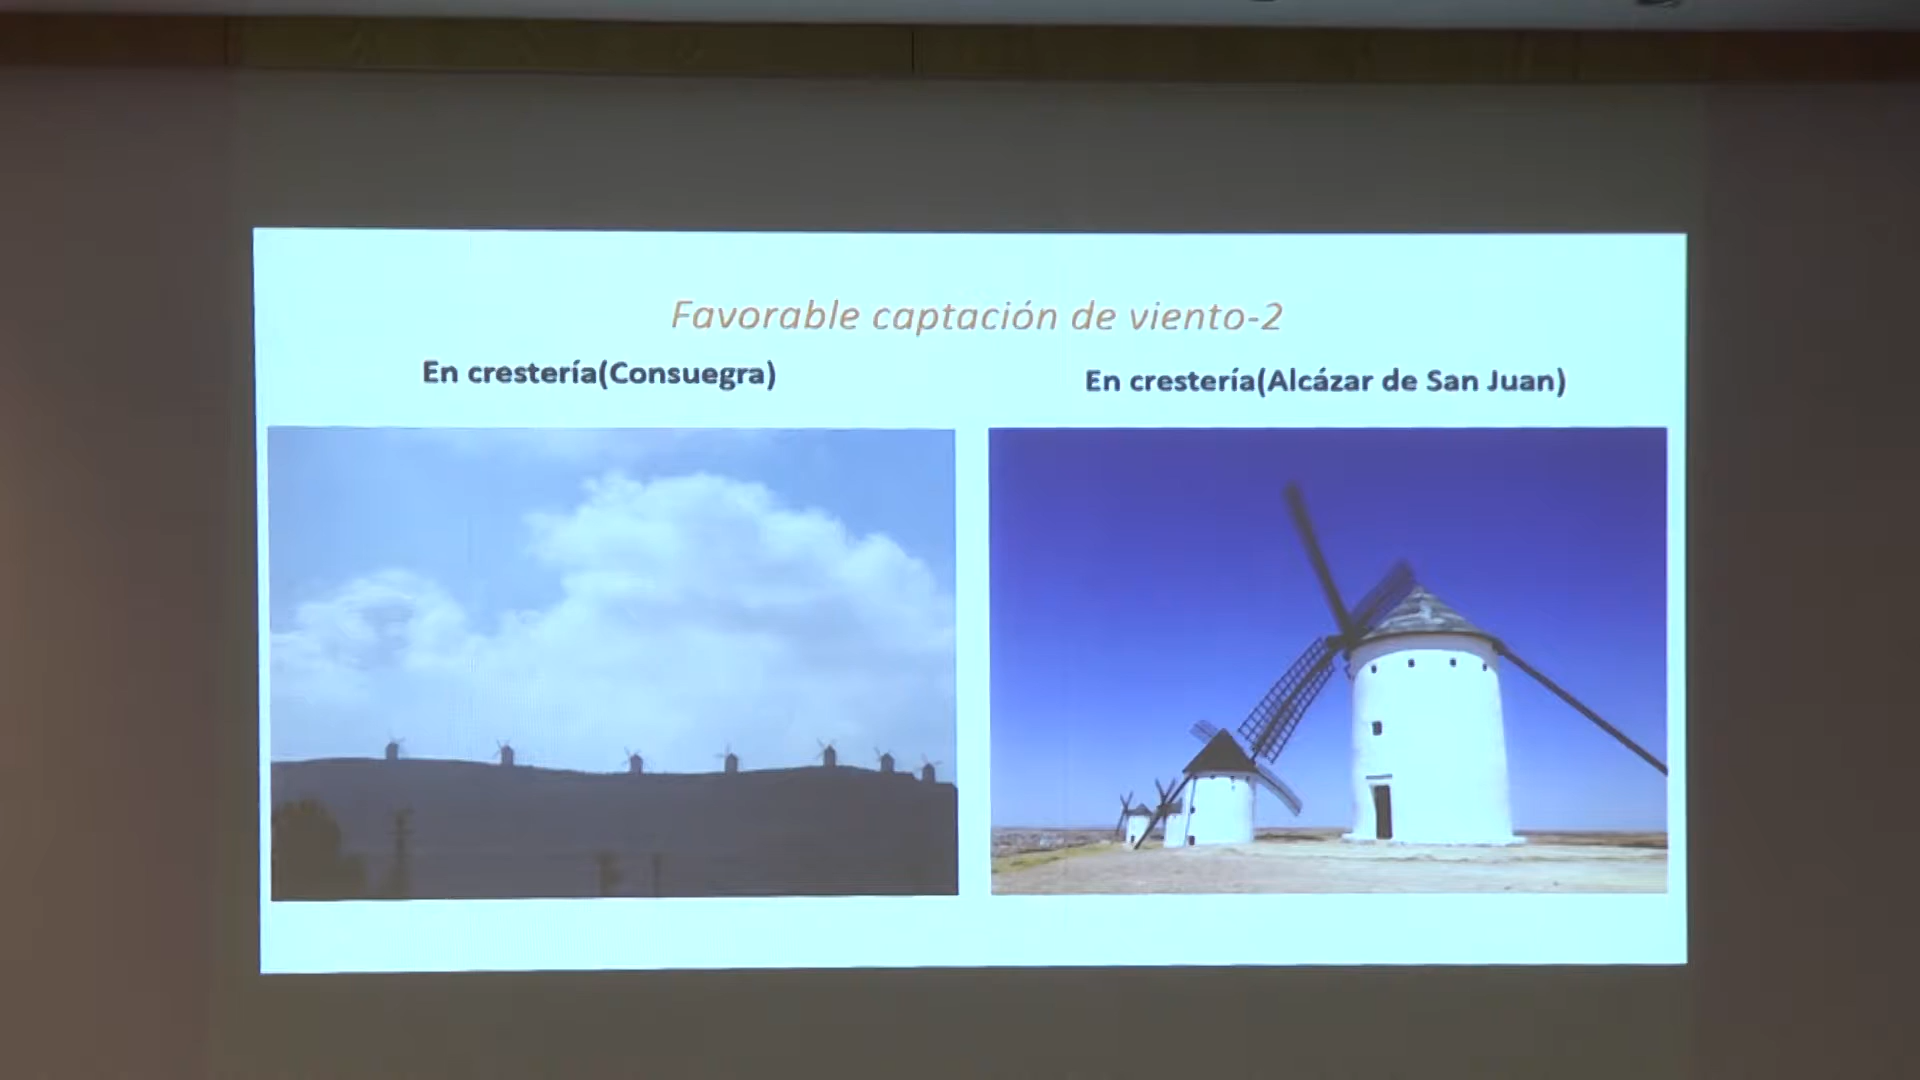 Favorable captación de viento-2
En crestería(Consuegra)
En crestería(Alcázar de San Juan)